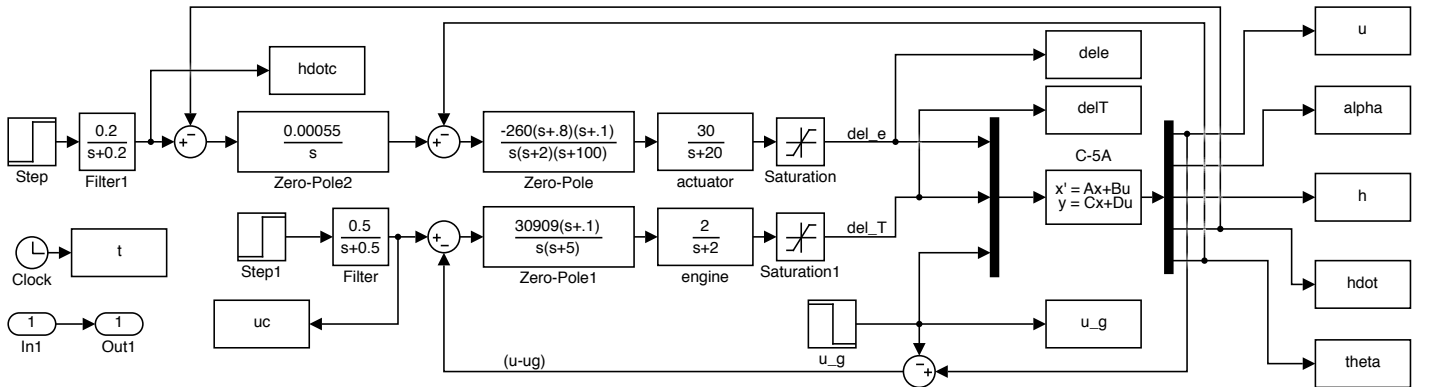 u
hdotc
dele
delT
alpha
0.2
s+0.2
0.00055
s
-260(s+.8)(s+.1)
s(s+2)(s+100)
30
s+20
del_e
Step
Filter1
Zero-Pole2
Zero-Pole
actuator
Saturation
C-5A
x' = Ax+Bu
y = Cx+Du
h
0.5
s+0.5
30909(s+.1)
s(s+5)
2
s+2
del_T
t
Clock
Step1
Filter
Zero-Pole1
engine
Saturation1
hdot
1
In1
1
Out1
uc
u_g
u_g
(u-ug)
theta